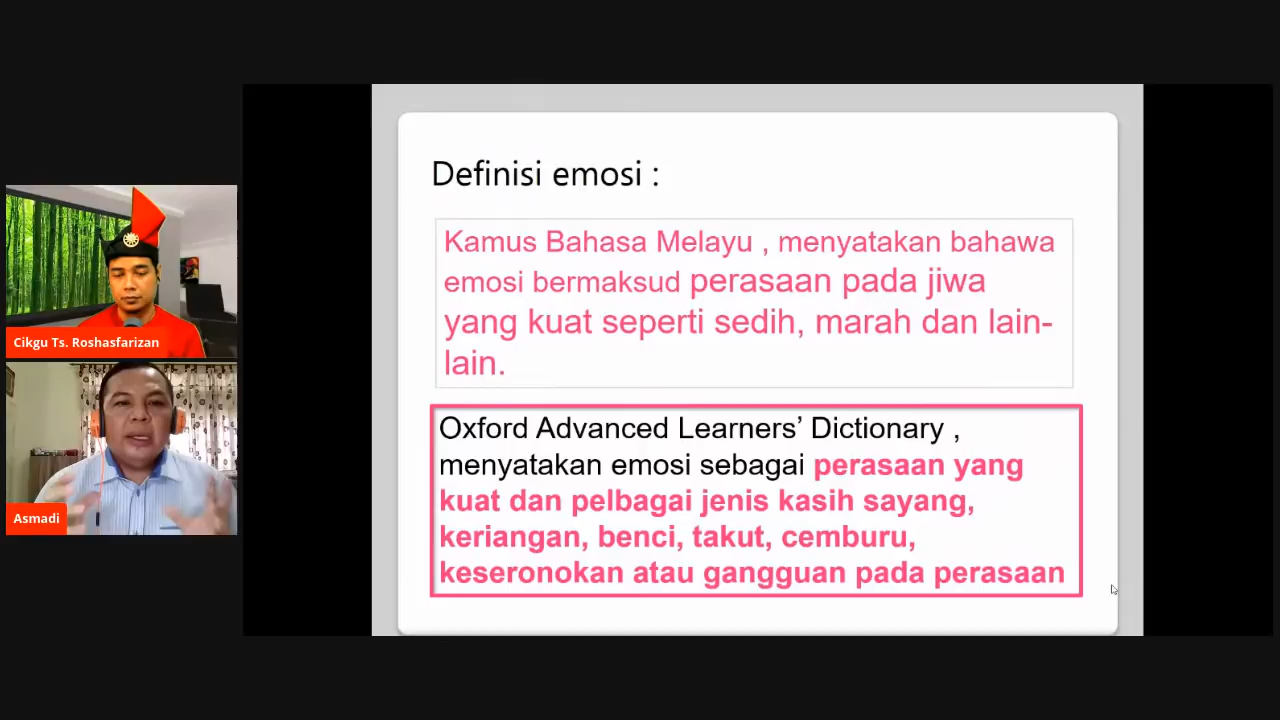 Definisi emosi :
Kamus Bahasa Melayu , menyatakan bahawa
emosi bermaksud perasaan pada jiwa
yang kuat seperti sedih, marah dan lain-
lain.
Oxford Advanced Learners’ Dictionary ,
menyatakan emosi sebagai perasaan yang
kuat dan pelbagai jenis kasih sayang,
keriangan, benci, takut, cemburu,
keseronokan atau gangguan pada perasaan
Cikgu Ts. Roshasfarizan
Asmadi